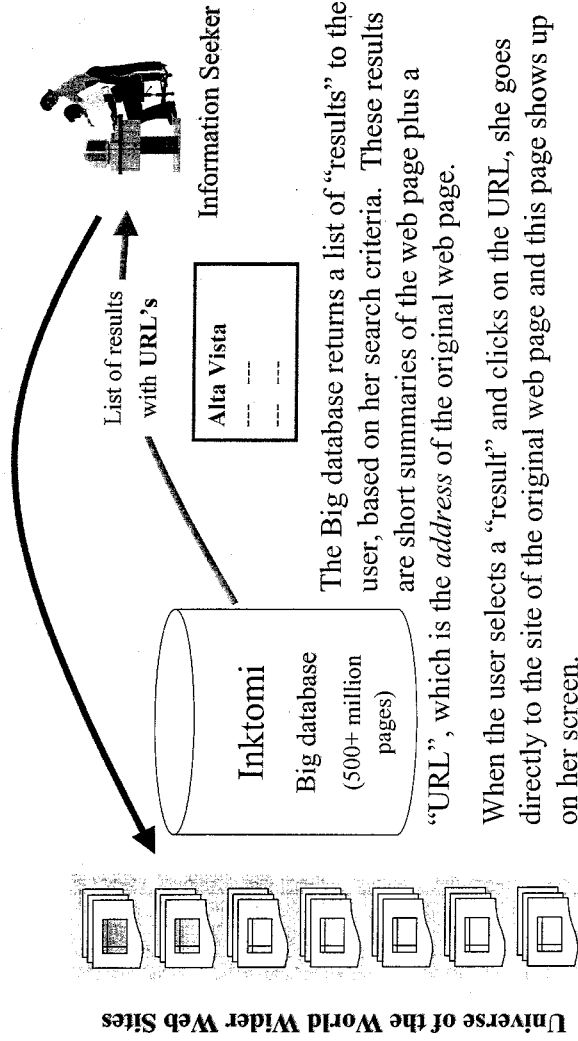 Universe of the World Wider Web Sites
Inktomi
Big database
(500+ million
pages)
List of results
with URL's
Alta Vista
--- ---
--- ---
Information Seeker
The Big database returns a list of “results” to the
user, based on her search criteria. These results
are short summaries of the web page plus a
“URL”, which is the address of the original web page.
When the user selects a “result” and clicks on the URL, she goes
directly to the site of the original web page and this page shows up
on her screen.